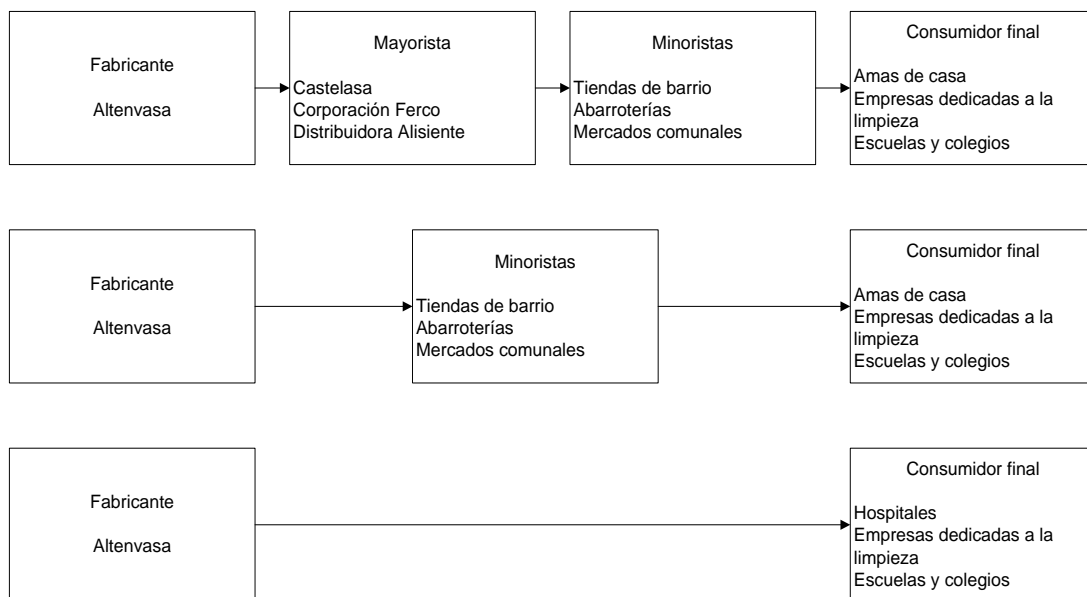 Fabricante
Altenvasa
Mayorista
Castelasa
Corporación Ferco
Distribuidora Alisiente
Minoristas
Tiendas de barrio
Abarroterías
Mercados comunales
Consumidor final
Amas de casa
Empresas dedicadas a la
limpieza
Escuelas y colegios
Fabricante
Altenvasa
Minoristas
Tiendas de barrio
Abarroterías
Mercados comunales
Consumidor final
Amas de casa
Empresas dedicadas a la
limpieza
Escuelas y colegios
Fabricante
Altenvasa
Consumidor final
Hospitales
Empresas dedicadas a la
limpieza
Escuelas y colegios